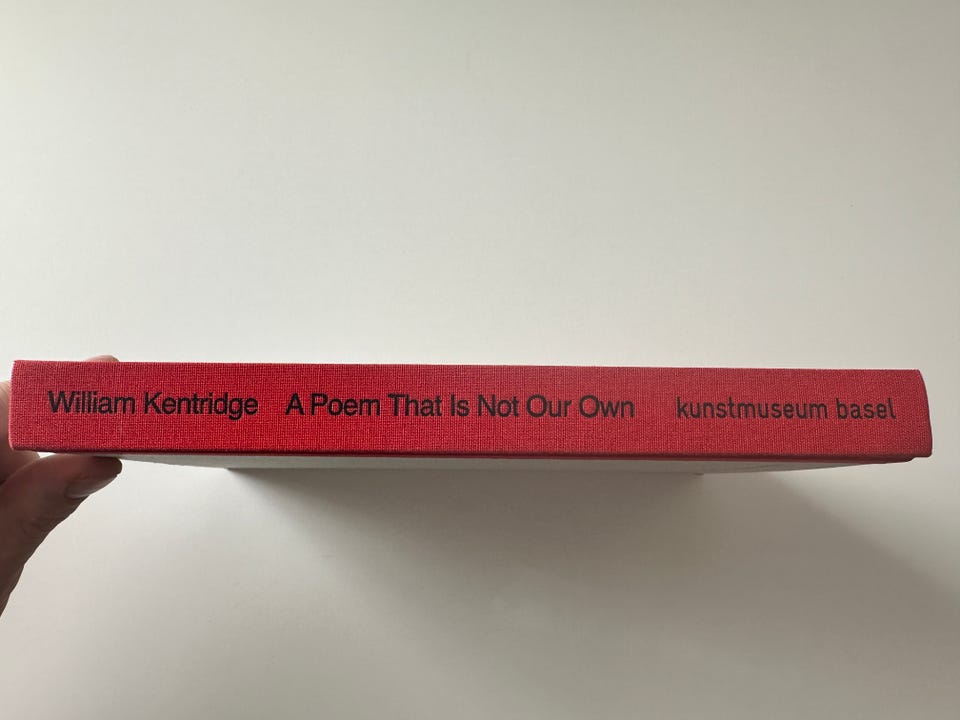 William Kentridge A Poem That Is Not Our Own kunstmuseum basel